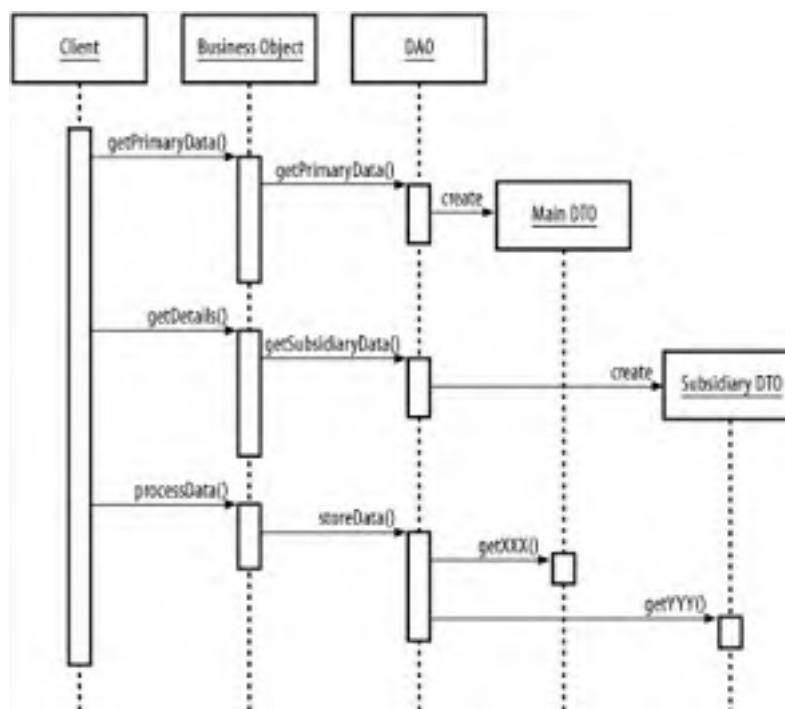 Client
Business Object
DAO
getPrimaryData()
getPrimaryData()
create
Main DTO
getDetails()
getSubsidiaryData()
create
Subsidiary DTO
processData()
storeData()
getXXX()
getYYY()